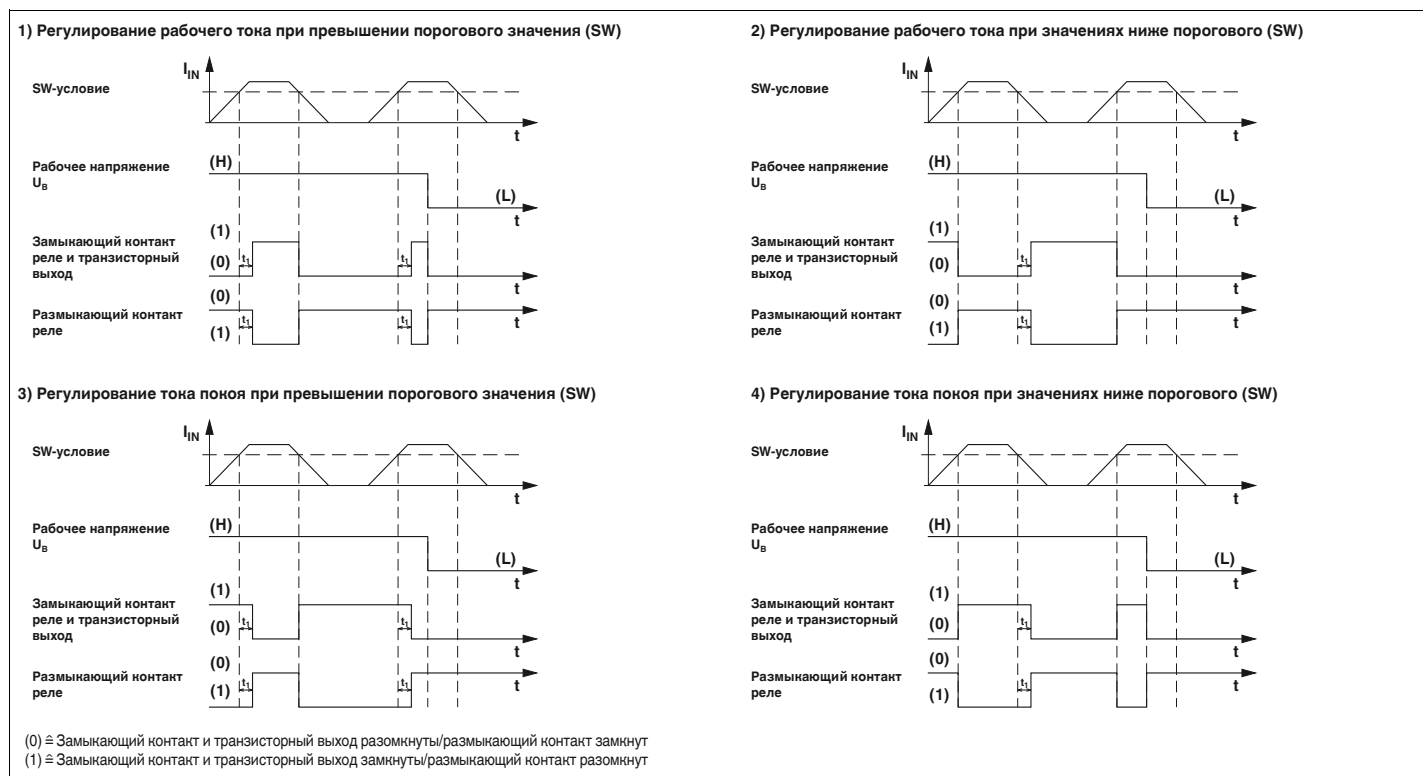 1) Регулирование рабочего тока при превышении порогового значения (SW)
I_IN
SW-условие
t
Рабочее напряжение
U_B
(H)
(L)
t
Замыкающий контакт
реле и транзисторный
выход
(1)
(0)
t₁
t₁
t
Размыкающий контакт
реле
(0)
(1)
t₁
t₁
t
2) Регулирование рабочего тока при значениях ниже порогового (SW)
I_IN
SW-условие
t
Рабочее напряжение
U_B
(H)
(L)
t
Замыкающий контакт
реле и транзисторный
выход
(1)
(0)
t₁
t
Размыкающий контакт
реле
(0)
(1)
t₁
t
3) Регулирование тока покоя при превышении порогового значения (SW)
I_IN
SW-условие
t
Рабочее напряжение
U_B
(H)
(L)
t
Замыкающий контакт
реле и транзисторный
выход
(1)
(0)
t₁
t₁
t
Размыкающий контакт
реле
(0)
(1)
t₁
t₁
t
4) Регулирование тока покоя при значениях ниже порогового (SW)
I_IN
SW-условие
t
Рабочее напряжение
U_B
(H)
(L)
t
Замыкающий контакт
реле и транзисторный
выход
(1)
(0)
t₁
t
Размыкающий контакт
реле
(0)
(1)
t₁
t
(0) ≙ Замыкающий контакт и транзисторный выход разомкнуты/размыкающий контакт замкнут
(1) ≙ Замыкающий контакт и транзисторный выход замкнуты/размыкающий контакт разомкнут